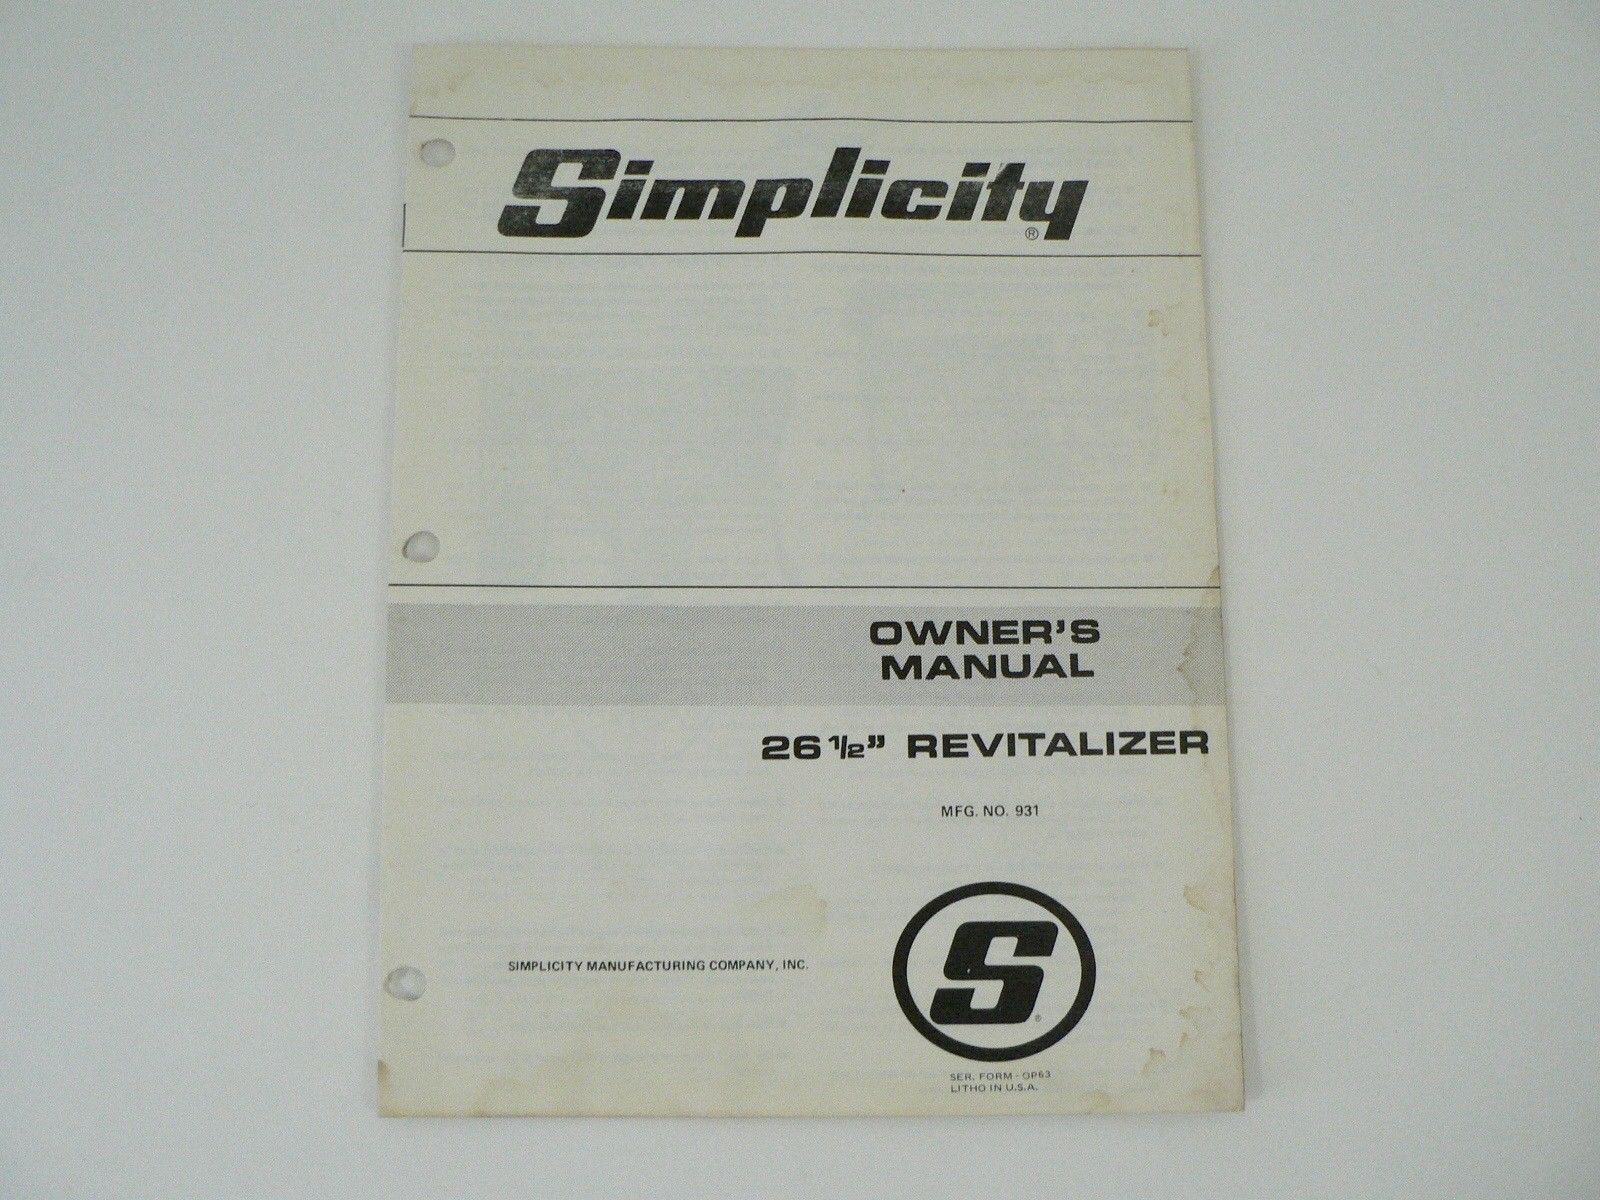 Simplicity®
OWNER'S
MANUAL
26 1/2" REVITALIZER
MFG. NO. 931
SIMPLICITY MANUFACTURING COMPANY, INC.
S®
SER. FORM - OP63
LITHO IN U.S.A.